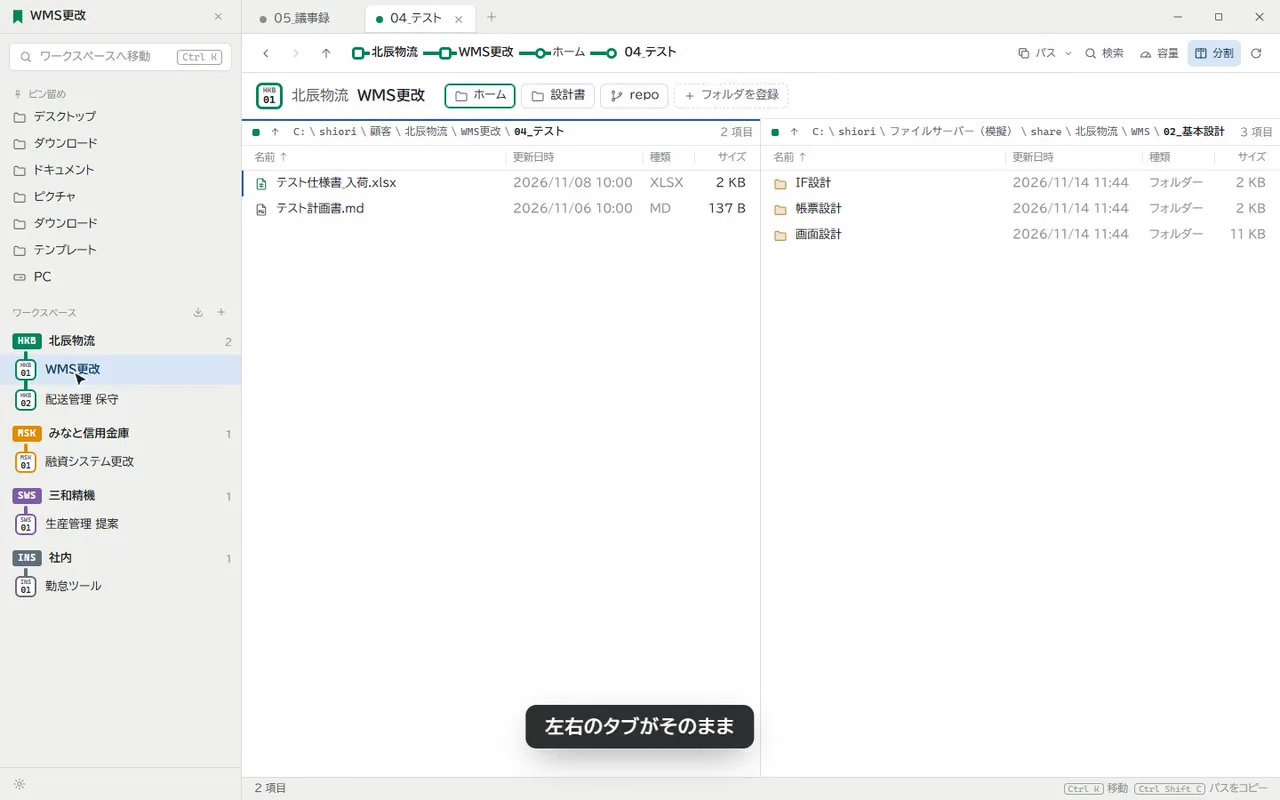 WMS更改
05_議事録
04_テスト
ワークスペースへ移動 Ctrl K
北辰物流 WMS更改 ホーム 04_テスト
パス 検索 容量 分割
ピン留め
デスクトップ
ダウンロード
ドキュメント
ピクチャ
ダウンロード
テンプレート
PC
ワークスペース
HKB 北辰物流 2
HKB 01 WMS更改
HKB 02 配送管理 保守
MSK みなと信用金庫 1
MSK 01 融資システム更改
SWS 三和精機 1
SWS 01 生産管理 提案
INS 社内 1
INS 01 勤怠ツール
HKB 01 北辰物流 WMS更改 ホーム 設計書 repo + フォルダを登録
C: \ shiori \ 顧客 \ 北辰物流 \ WMS更改 \ 04_テスト 2 項目
名前 ↑ 更新日時 種類 サイズ
テスト仕様書_入荷.xlsx 2026/11/08 10:00 XLSX 2 KB
テスト計画書.md 2026/11/06 10:00 MD 137 B
C: \ shiori \ ファイルサーバー（模擬） \ share \ 北辰物流 \ WMS \ 02_基本設計 3 項目
名前 ↑ 更新日時 種類 サイズ
IF設計 2026/11/14 11:44 フォルダー 2 KB
帳票設計 2026/11/14 11:44 フォルダー 2 KB
画面設計 2026/11/14 11:44 フォルダー 11 KB
左右のタブがそのまま
2 項目
Ctrl K 移動 Ctrl Shift C パスをコピー